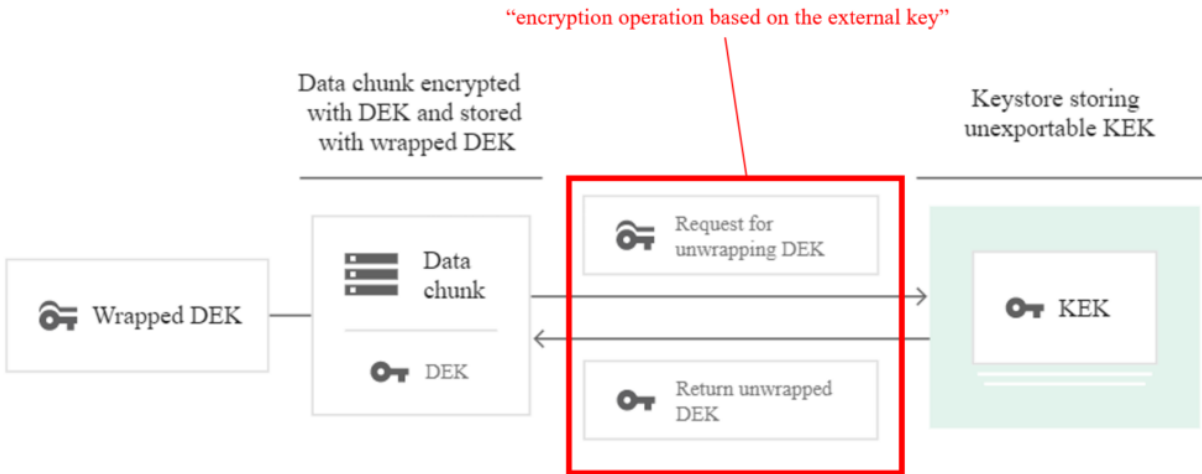 “encryption operation based on the external key”
Data chunk encrypted
with DEK and stored
with wrapped DEK
Keystore storing
unexportable KEK
Wrapped DEK
Data
chunk
DEK
Request for
unwrapping DEK
Return unwrapped
DEK
KEK